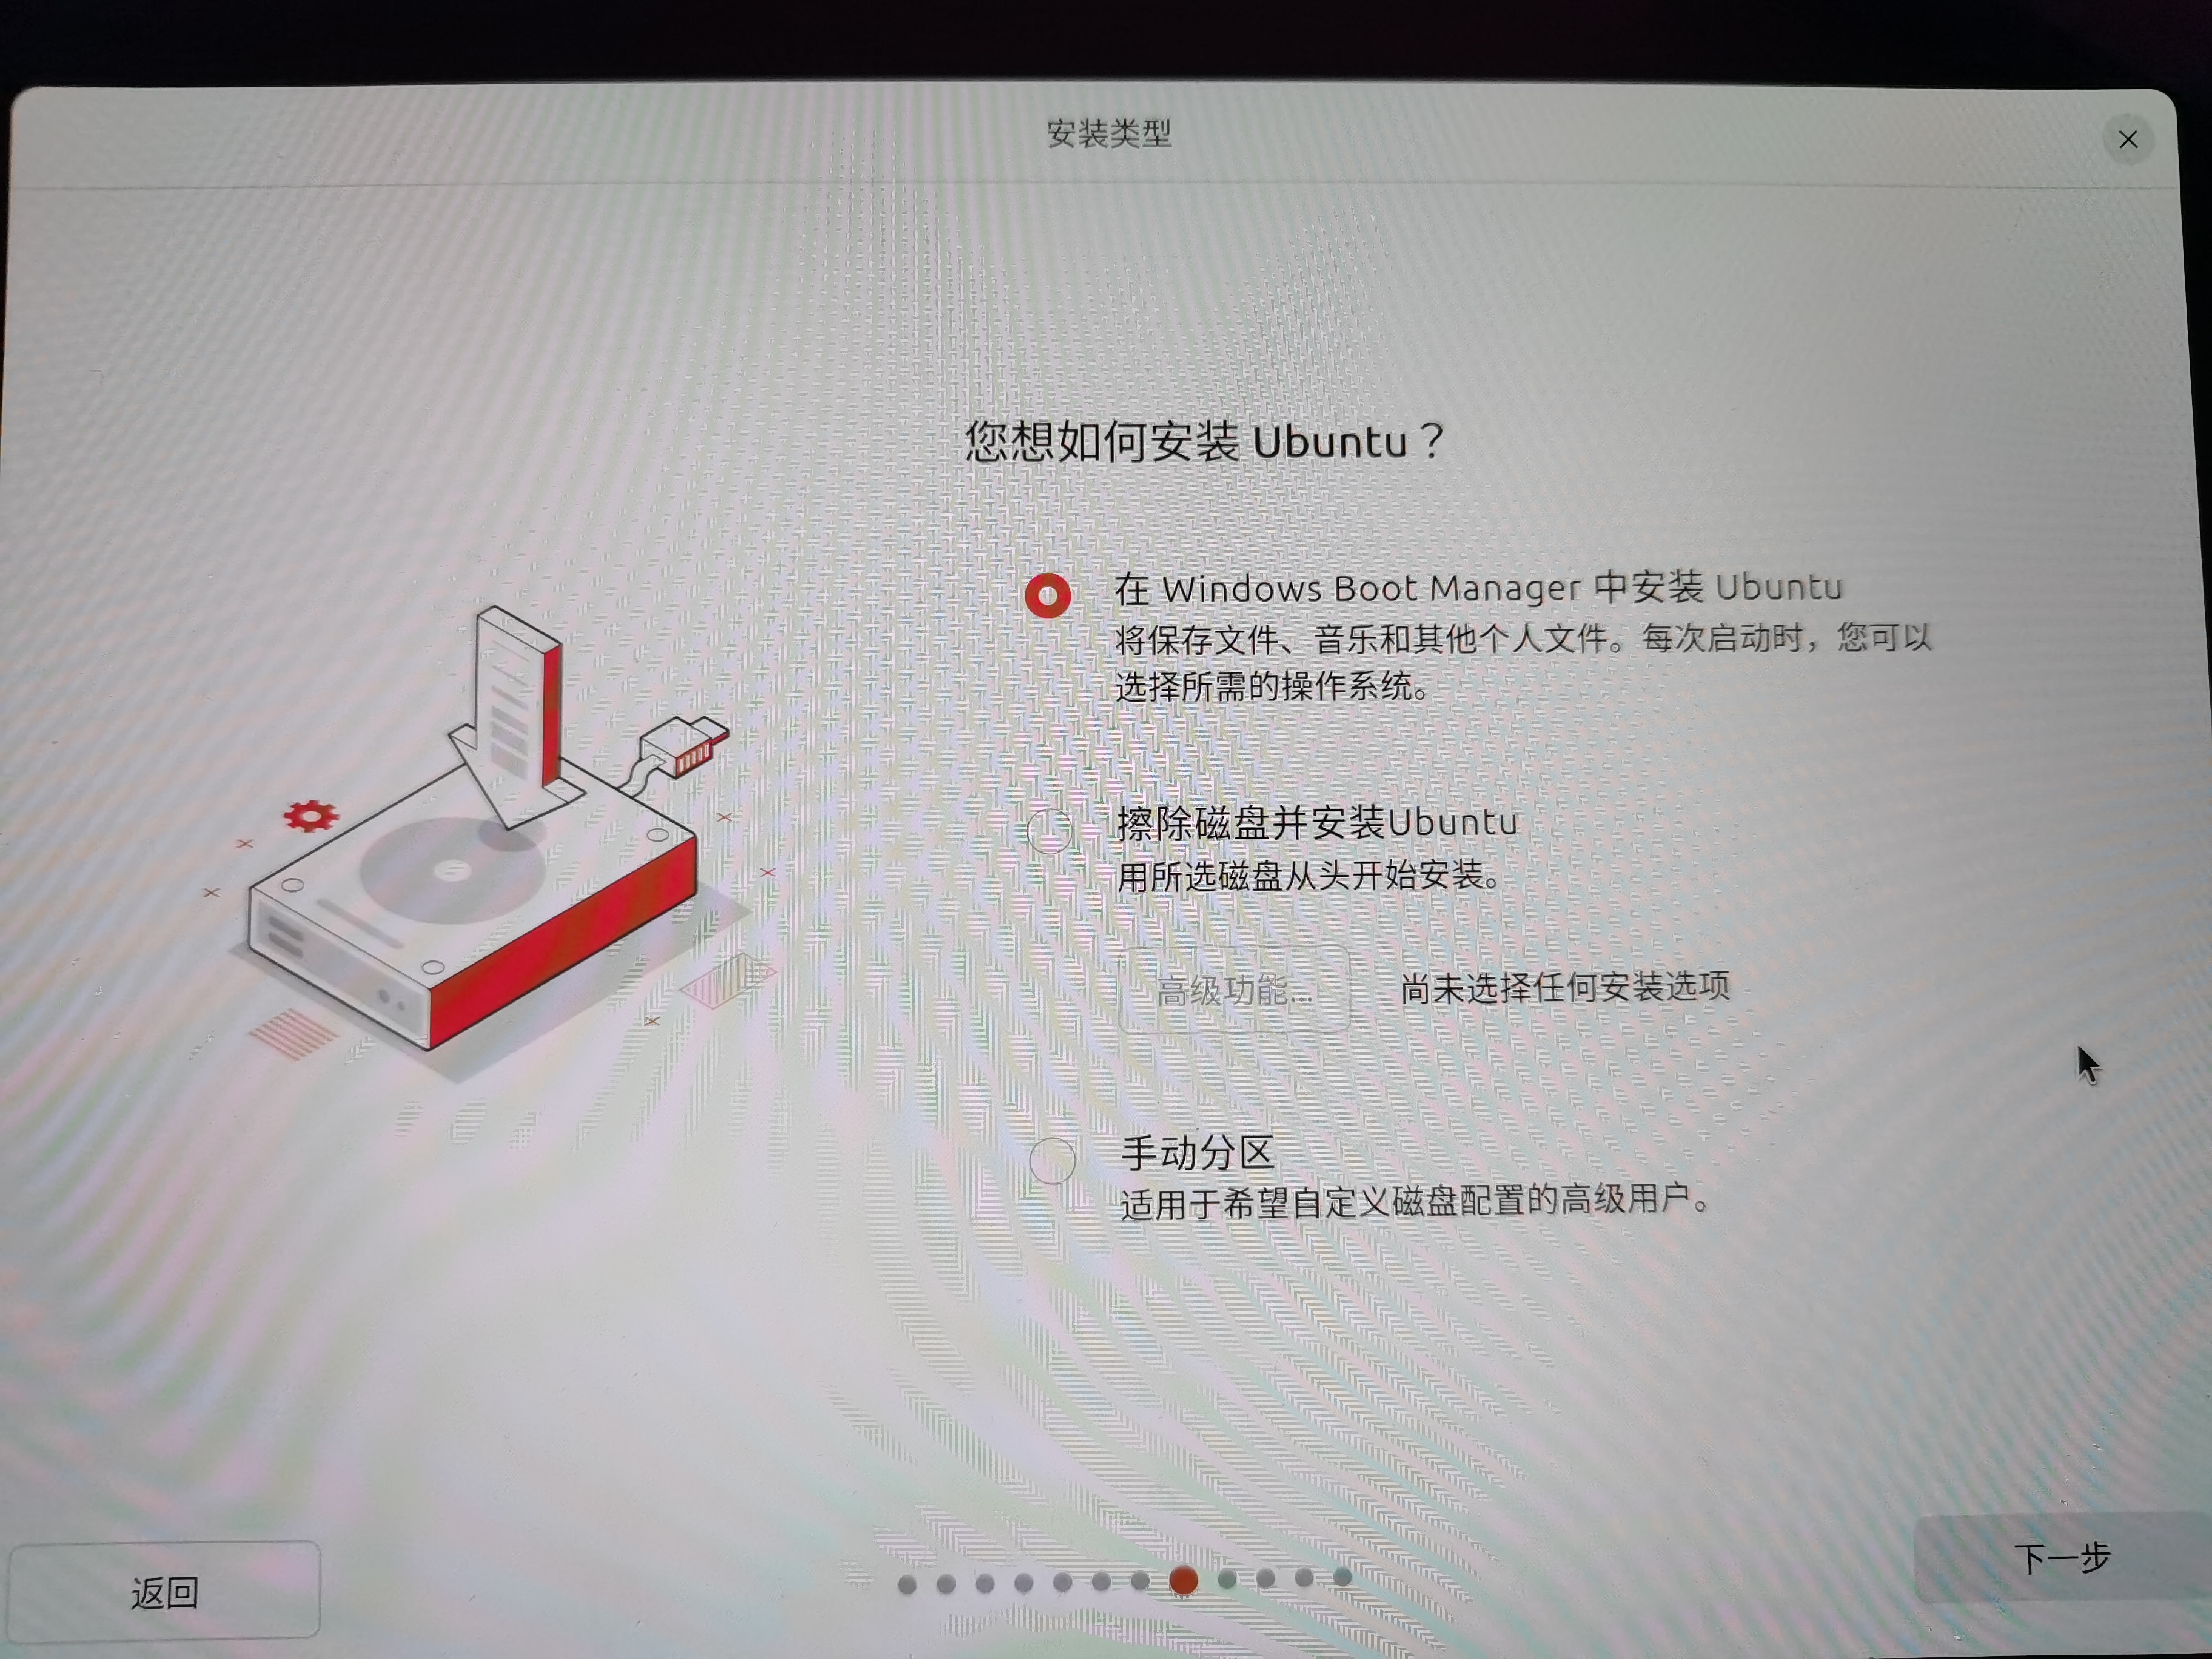 安装类型
您想如何安装 Ubuntu？
在 Windows Boot Manager 中安装 Ubuntu
将保存文件、音乐和其他个人文件。每次启动时，您可以
选择所需的操作系统。
擦除磁盘并安装Ubuntu
用所选磁盘从头开始安装。
高级功能...
尚未选择任何安装选项
手动分区
适用于希望自定义磁盘配置的高级用户。
返回
下一步